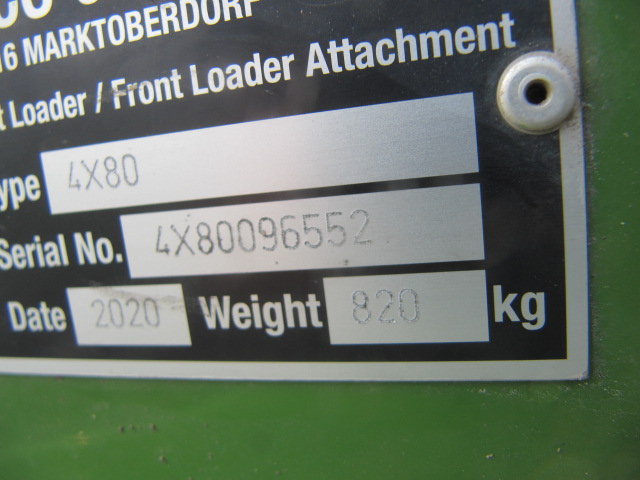 16 MARKTOBERDORF
Loader / Front Loader Attachment
ype 4X80
Serial No. 4X80096552
Date 2020 Weight 820 kg